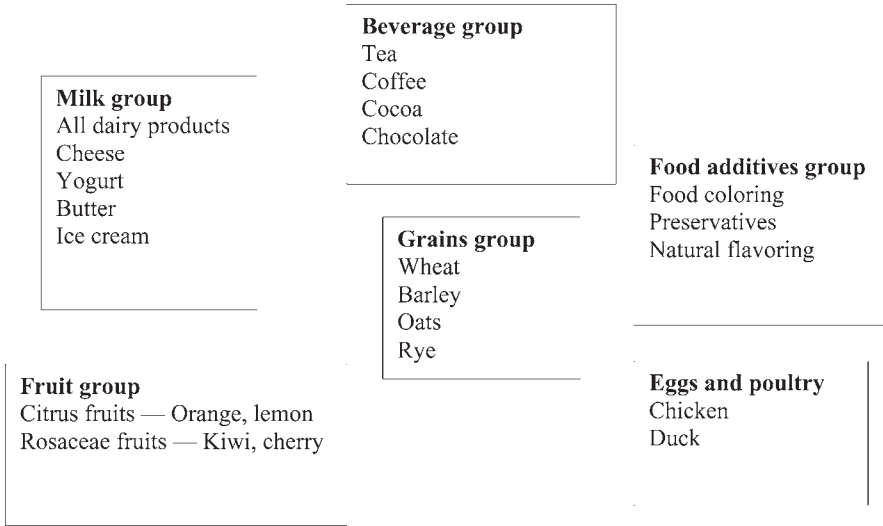 Beverage group
Tea
Coffee
Cocoa
Chocolate
Milk group
All dairy products
Cheese
Yogurt
Butter
Ice cream
Food additives group
Food coloring
Preservatives
Natural flavoring
Grains group
Wheat
Barley
Oats
Rye
Fruit group
Citrus fruits — Orange, lemon
Rosaceae fruits — Kiwi, cherry
Eggs and poultry
Chicken
Duck